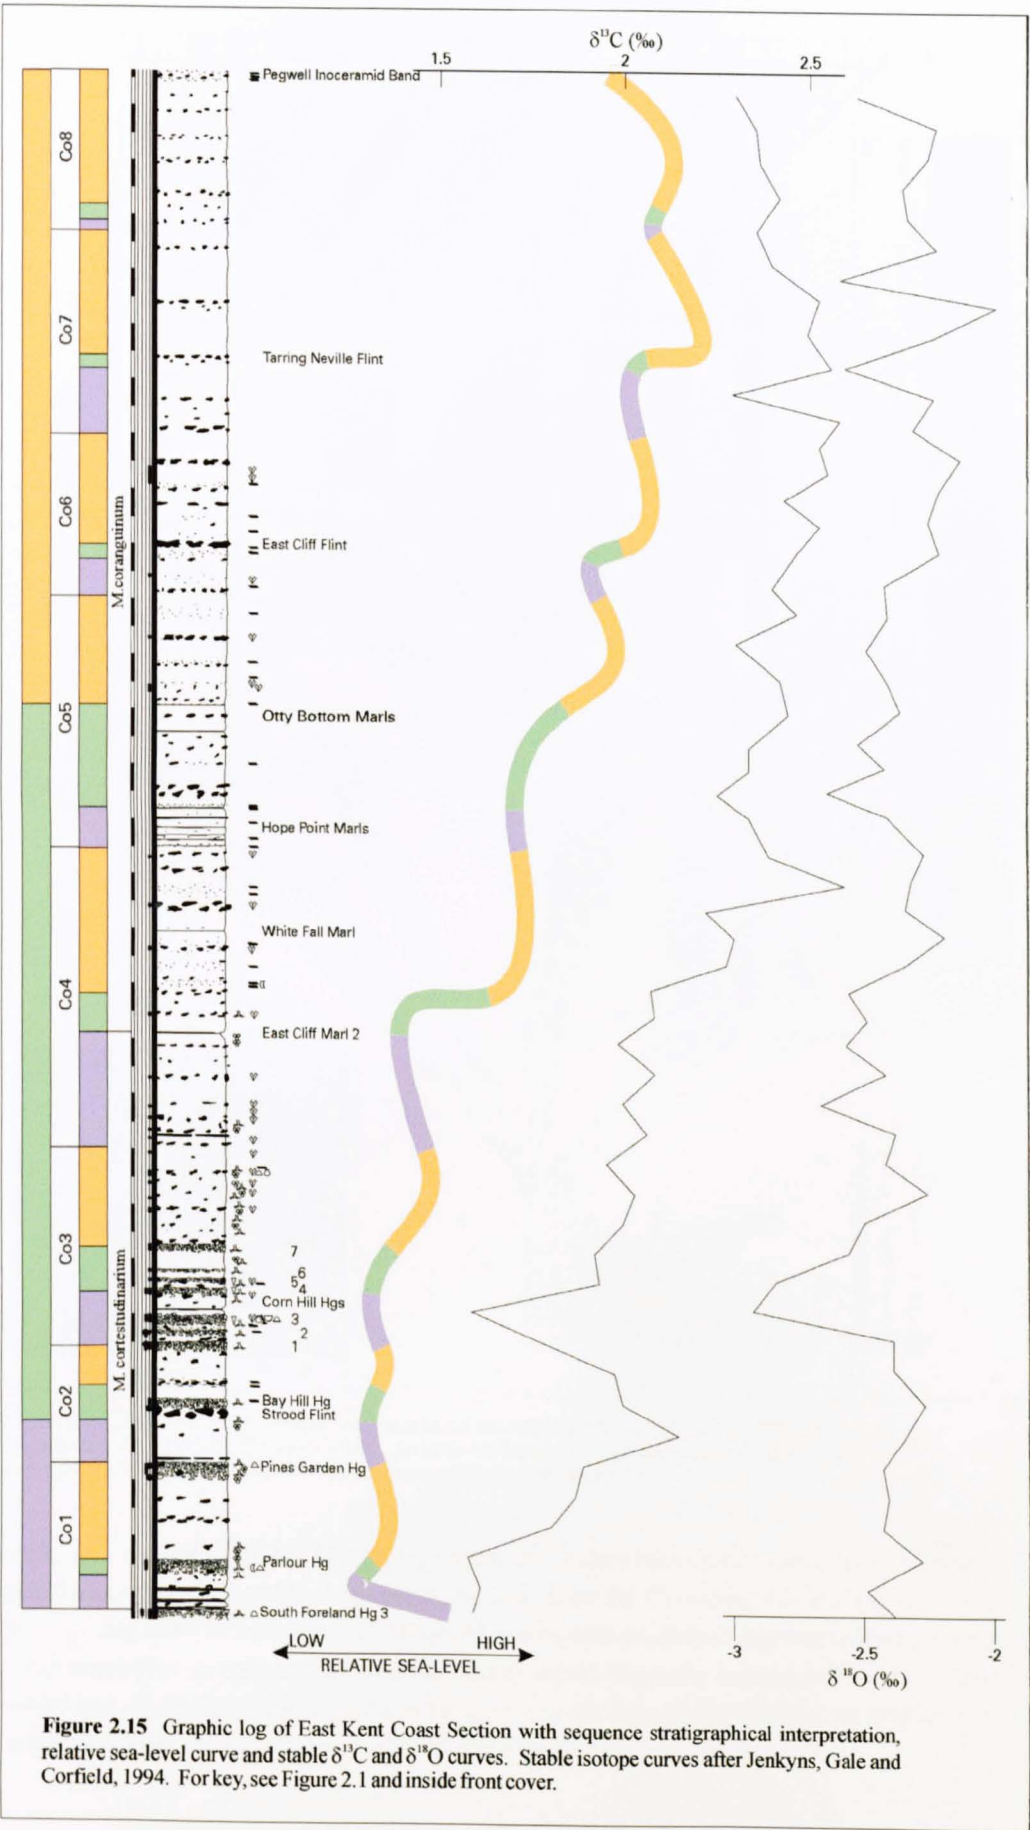 δ¹³C (‰)
1.5 2 2.5
Pegwell Inoceramid Band
Co8
Co7
Tarring Neville Flint
Co6
M.coranguinum
East Cliff Flint
Co5
Otty Bottom Marls
Hope Point Marls
White Fall Marl
Co4
East Cliff Marl 2
Co3
M. cortestudinarium
7
6
5
4
Corn Hill Hgs
3
2
1
Co2
Bay Hill Hg
Strood Flint
Pines Garden Hg
Co1
Parlour Hg
South Foreland Hg 3
LOW HIGH
RELATIVE SEA-LEVEL
-3 -2.5 -2
δ ¹⁸O (‰)
Figure 2.15 Graphic log of East Kent Coast Section with sequence stratigraphical interpretation,
relative sea-level curve and stable δ¹³C and δ¹⁸O curves. Stable isotope curves after Jenkyns, Gale and
Corfield, 1994. For key, see Figure 2.1 and inside front cover.